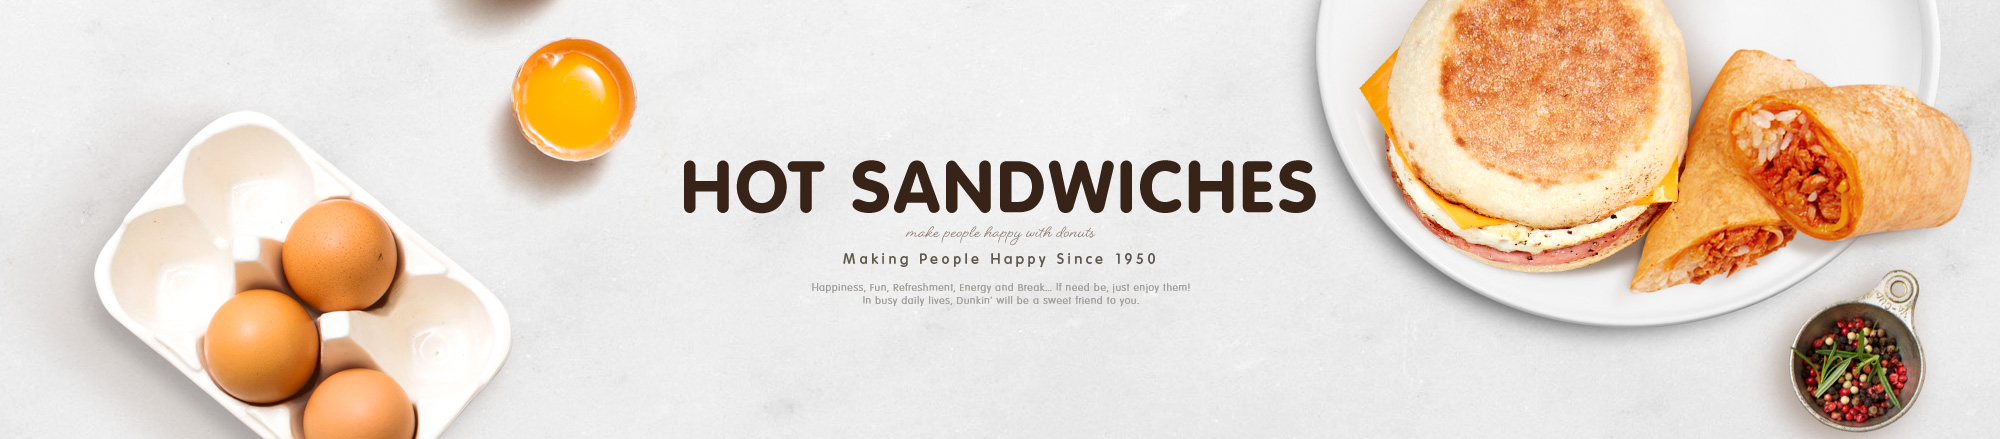 HOT SANDWICHES
make people happy with donuts
Making People Happy Since 1950
Happiness, Fun, Refreshment, Energy and Break... If need be, just enjoy them!
In busy daily lives, Dunkin' will be a sweet friend to you.